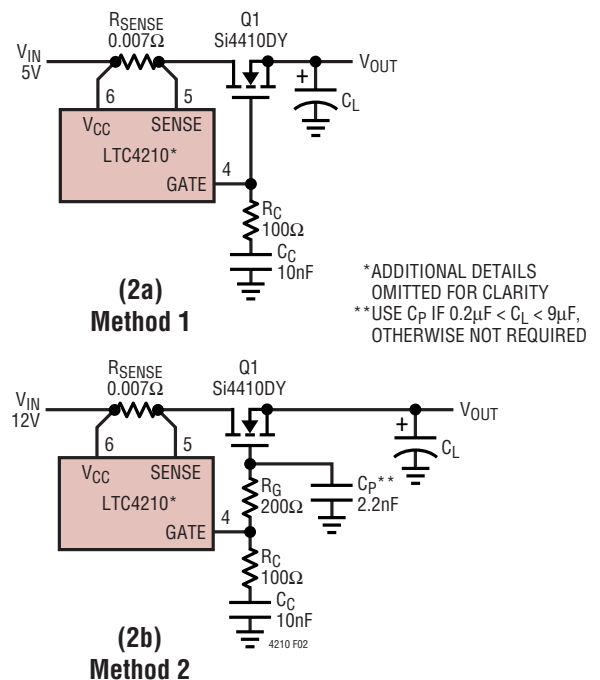 RSENSE
0.007Ω
Q1
Si4410DY
VIN
5V
VOUT
+
CL
6
5
VCC
SENSE
LTC4210*
GATE
4
RC
100Ω
CC
10nF
(2a)
Method 1
*ADDITIONAL DETAILS
OMITTED FOR CLARITY
**USE CP IF 0.2µF < CL < 9µF,
OTHERWISE NOT REQUIRED
RSENSE
0.007Ω
Q1
Si4410DY
VIN
12V
VOUT
+
CL
6
5
VCC
SENSE
LTC4210*
GATE
4
RG
200Ω
CP**
2.2nF
RC
100Ω
CC
10nF
4210 F02
(2b)
Method 2